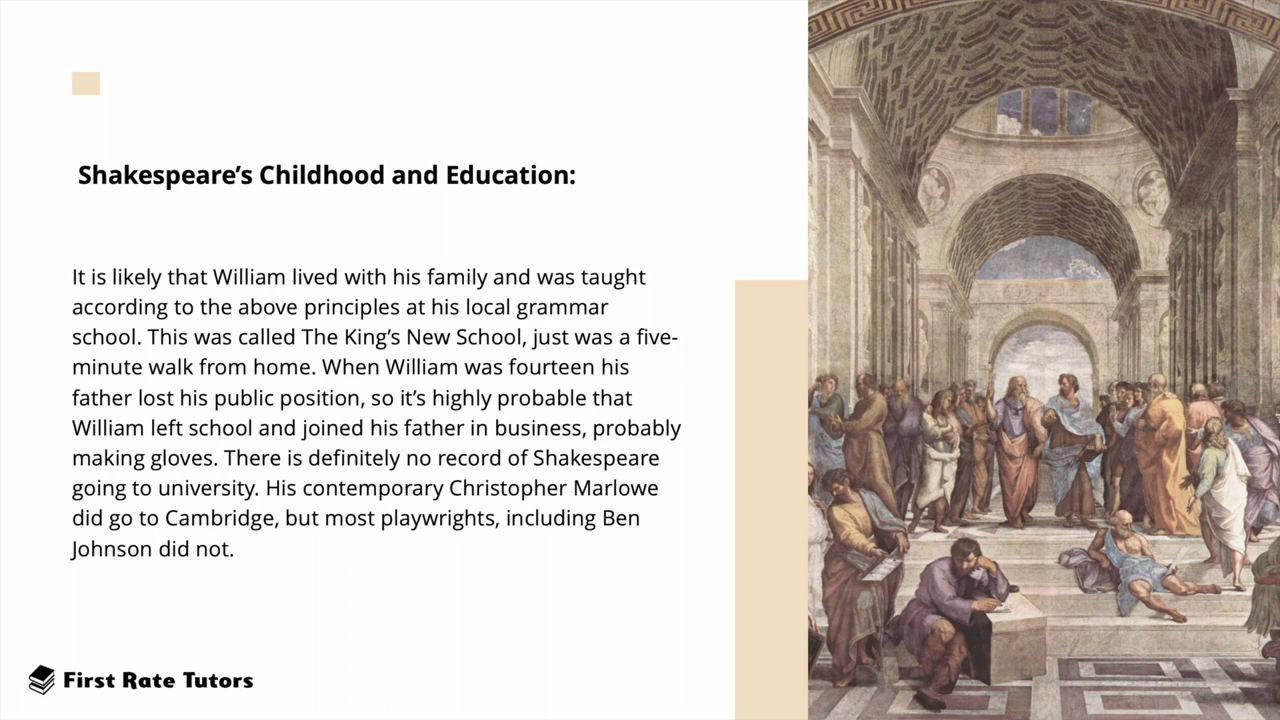 Shakespeare’s Childhood and Education:
It is likely that William lived with his family and was taught
according to the above principles at his local grammar
school. This was called The King’s New School, just was a five-
minute walk from home. When William was fourteen his
father lost his public position, so it’s highly probable that
William left school and joined his father in business, probably
making gloves. There is definitely no record of Shakespeare
going to university. His contemporary Christopher Marlowe
did go to Cambridge, but most playwrights, including Ben
Johnson did not.
First Rate Tutors